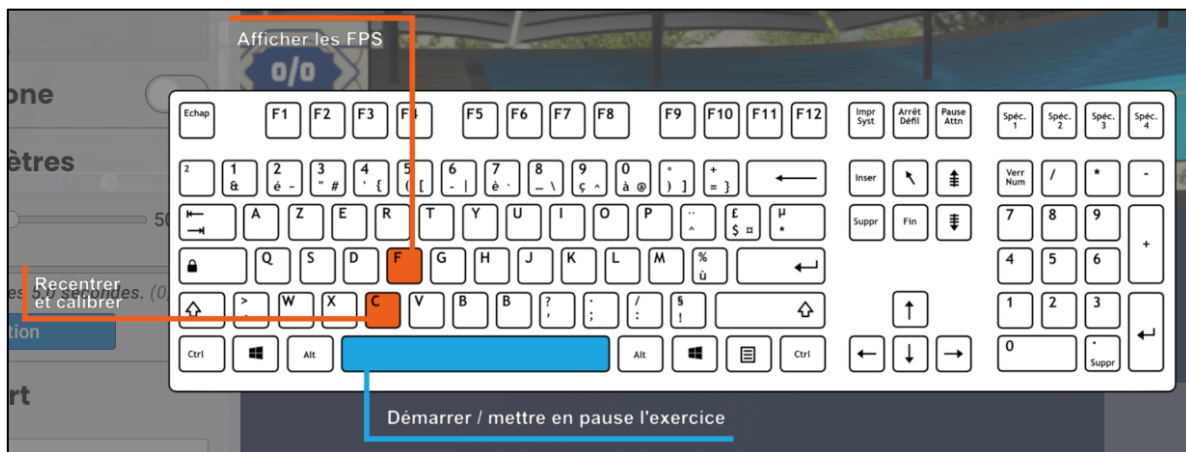 Afficher les FPS
0/0
one
Echap F1 F2 F3 F4 F5 F6 F7 F8 F9 F10 F11 F12 Impr Syst Arrêt Défil Pause Attn Spéc. 1 Spéc. 2 Spéc. 3 Spéc. 4
ètres
2 1 & 2 é ~ 3 " # 4 ' { 5 ( [ 6 - | 7 è ` 8 _ \ 9 ç ^ 0 à @ ° ) ] + = } Inser Verr Num / * -
50
A Z E R T Y U I O P ¨ ^ £ $ ¤ µ * Suppr Fin 7 8 9 +
Q S D F G H J K L M % ù 4 5 6
Recentrer
et calibrer
es 5,0 secondes. (0,
> . W X C V B B ? , . ; / : § ! 1 2 3
tion
Ctrl Alt Alt Ctrl 0 . Suppr
rt
Démarrer / mettre en pause l'exercice